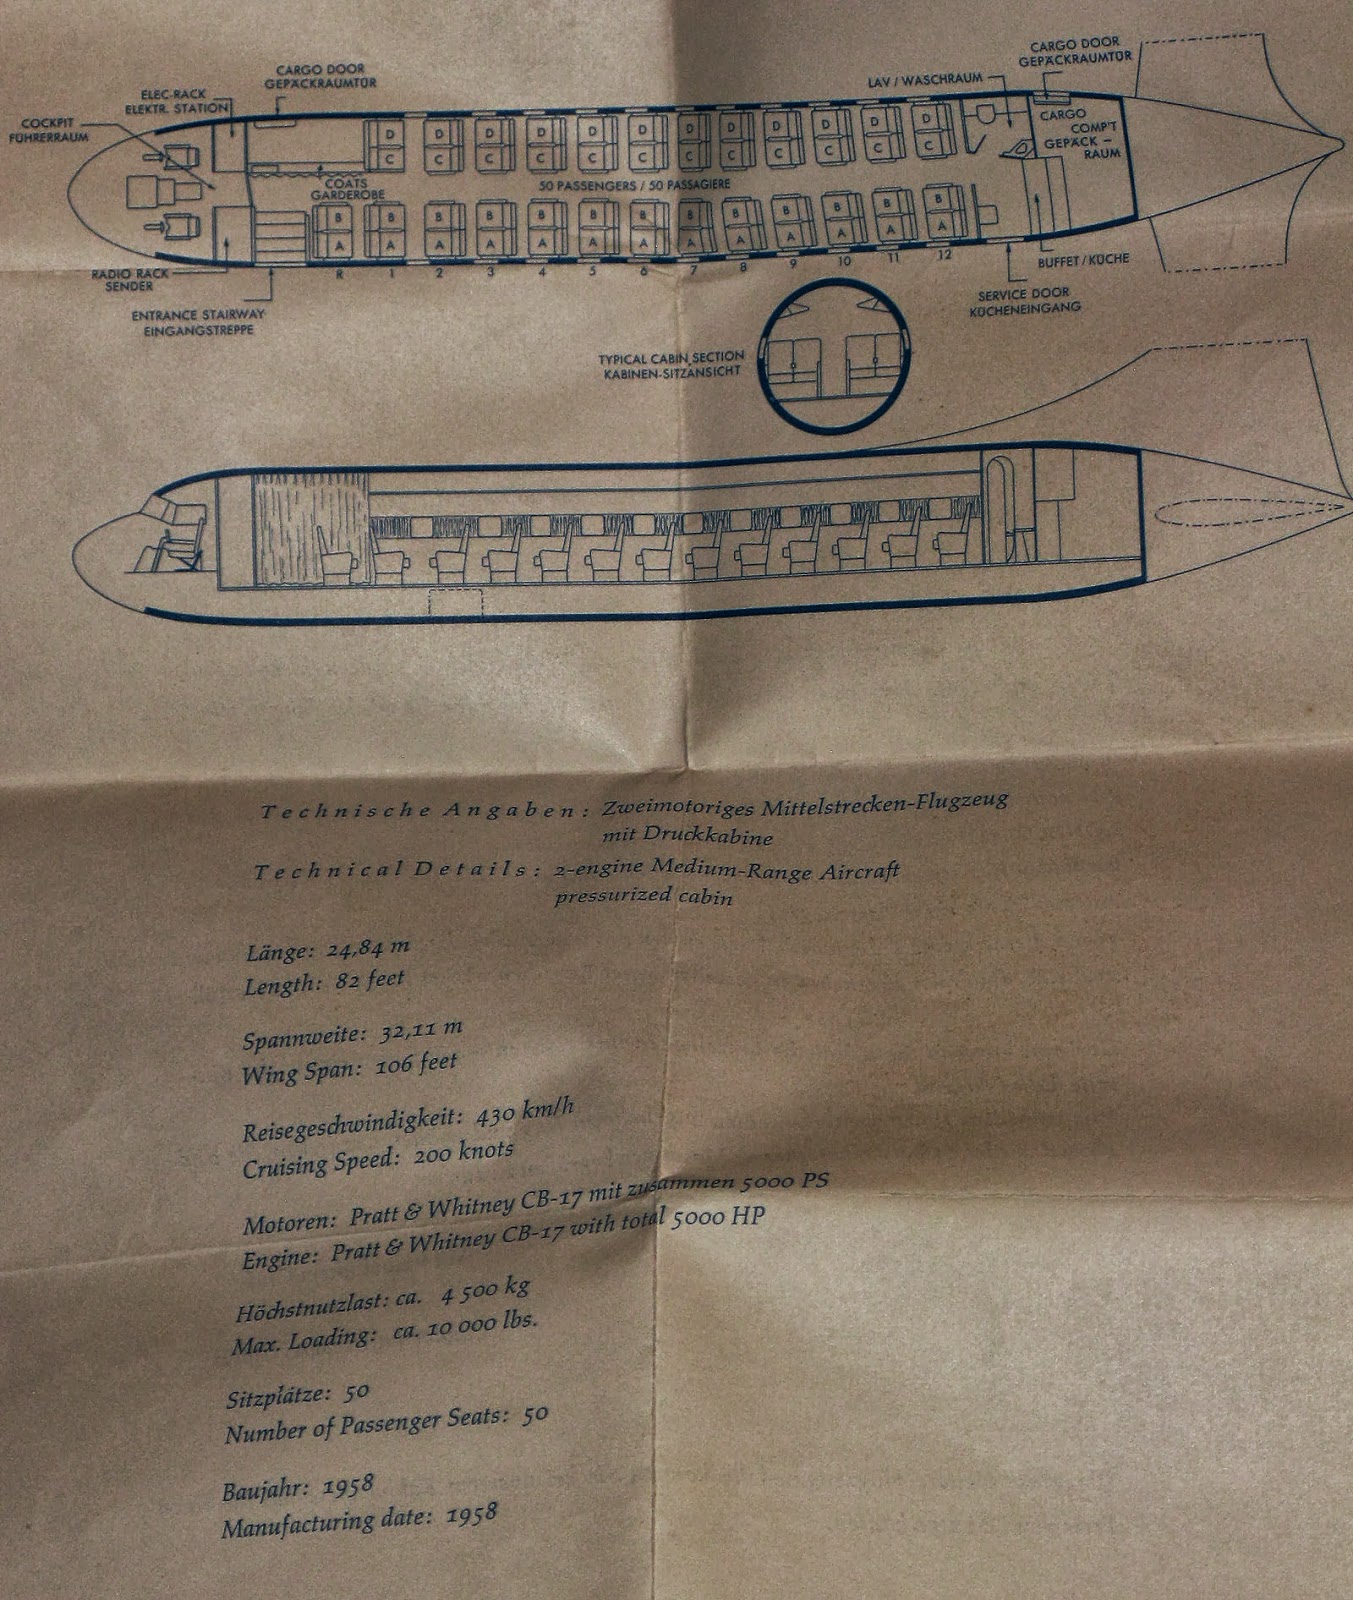 CARGO DOOR
GEPÄCKRAUMTÜR
ELEC-RACK
ELEKTR. STATION
COCKPIT
FÜHRERRAUM
CARGO DOOR
GEPÄCKRAUMTÜR
LAV / WASCHRAUM
CARGO
COMP'T
GEPÄCK –
RAUM
D D D D D D D D D D D D
C C C C C C C C C C C C
COATS
GARDEROBE
50 PASSENGERS / 50 PASSAGIERE
B B B B B B B B B B B B B
A A A A A A A A A A A A A
R 1 2 3 4 5 6 7 8 9 10 11 12
RADIO RACK
SENDER
ENTRANCE STAIRWAY
EINGANGSTREPPE
BUFFET / KÜCHE
SERVICE DOOR
KÜCHENEINGANG
TYPICAL CABIN SECTION
KABINEN-SITZANSICHT
Technische Angaben: Zweimotoriges Mittelstrecken-Flugzeug
mit Druckkabine
Technical Details: 2-engine Medium-Range Aircraft
pressurized cabin
Länge: 24,84 m
Length: 82 feet
Spannweite: 32,11 m
Wing Span: 106 feet
Reisegeschwindigkeit: 430 km/h
Cruising Speed: 200 knots
Motoren: Pratt & Whitney CB-17 mit zusammen 5000 PS
Engine: Pratt & Whitney CB-17 with total 5000 HP
Höchstnutzlast: ca. 4 500 kg
Max. Loading: ca. 10 000 lbs.
Sitzplätze: 50
Number of Passenger Seats: 50
Baujahr: 1958
Manufacturing date: 1958